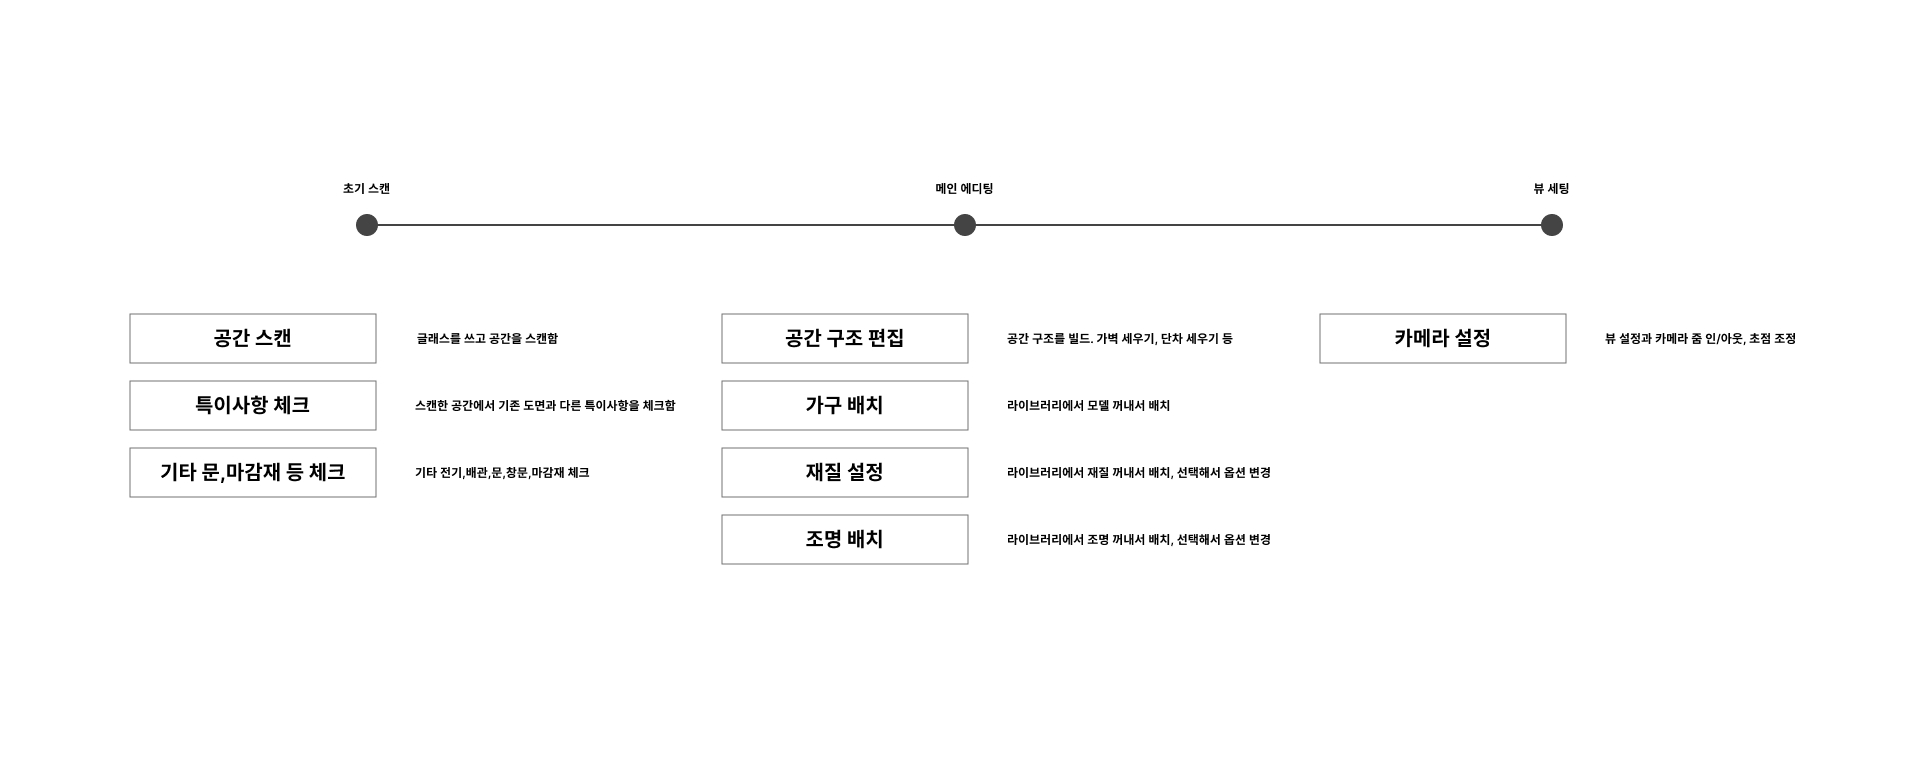 초기 스캔
메인 에디팅
뷰 세팅
공간 스캔
글래스를 쓰고 공간을 스캔함
특이사항 체크
스캔한 공간에서 기존 도면과 다른 특이사항을 체크함
기타 문,마감재 등 체크
기타 전기,배관,문,창문,마감재 체크
공간 구조 편집
공간 구조를 빌드. 가벽 세우기, 단차 세우기 등
가구 배치
라이브러리에서 모델 꺼내서 배치
재질 설정
라이브러리에서 재질 꺼내서 배치, 선택해서 옵션 변경
조명 배치
라이브러리에서 조명 꺼내서 배치, 선택해서 옵션 변경
카메라 설정
뷰 설정과 카메라 줌 인/아웃, 초점 조정